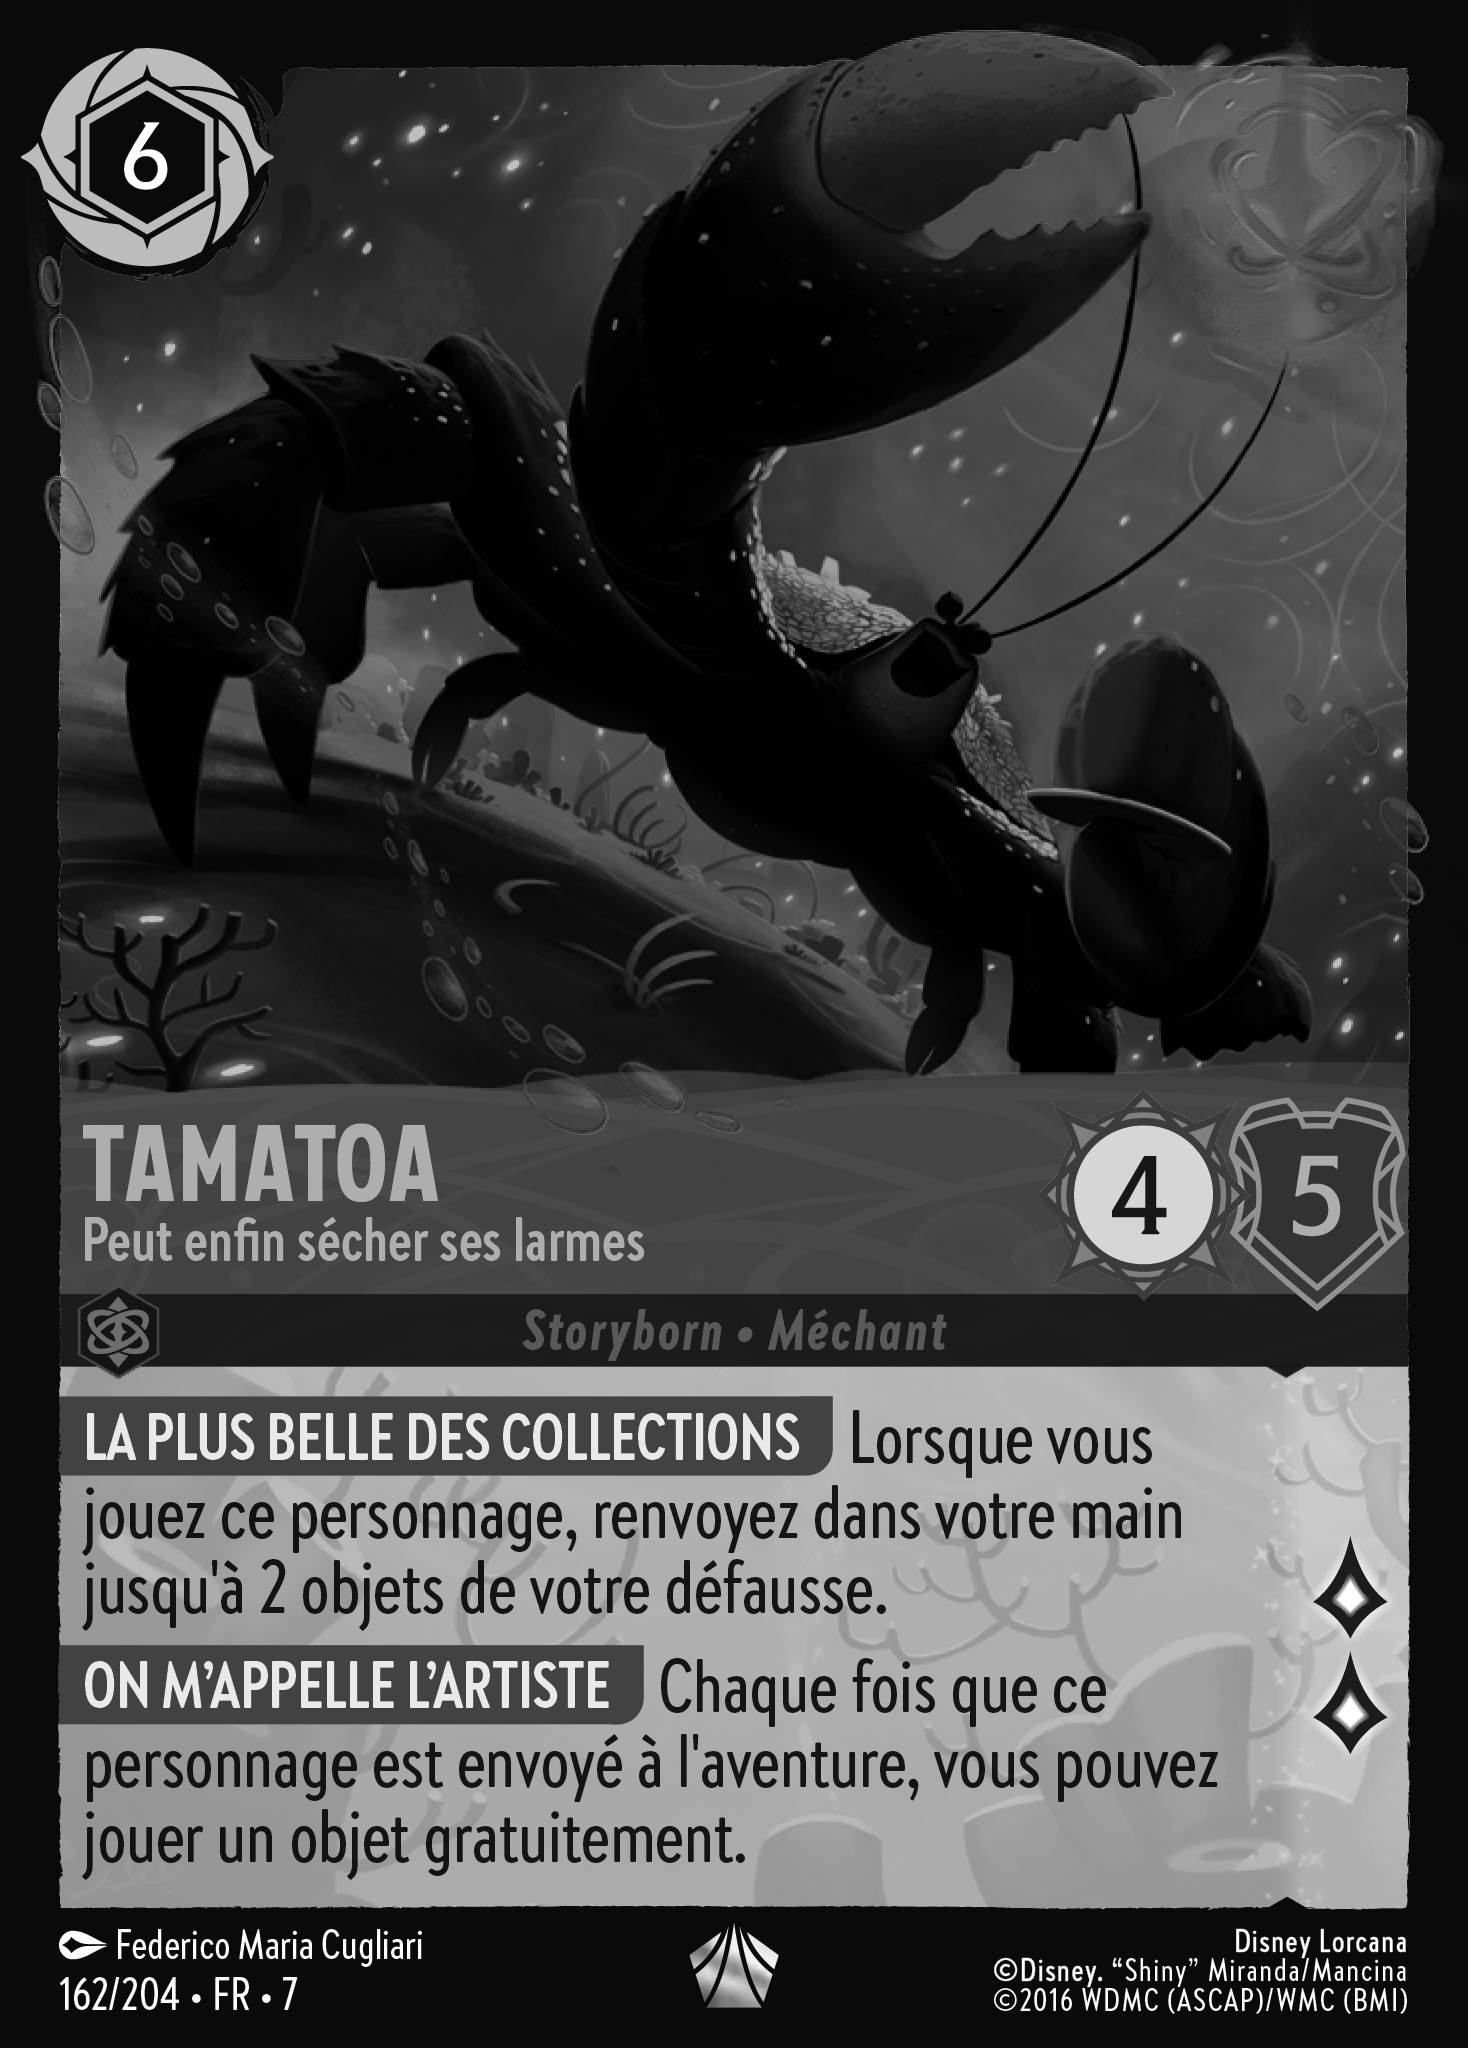 6
TAMATOA
Peut enfin sécher ses larmes
4
5
Storyborn • Méchant
LA PLUS BELLE DES COLLECTIONS Lorsque vous
jouez ce personnage, renvoyez dans votre main
jusqu'à 2 objets de votre défausse.
ON M’APPELLE L’ARTISTE Chaque fois que ce
personnage est envoyé à l'aventure, vous pouvez
jouer un objet gratuitement.
Federico Maria Cugliari
162/204 • FR • 7
Disney Lorcana
©Disney. “Shiny” Miranda/Mancina
©2016 WDMC (ASCAP)/WMC (BMI)